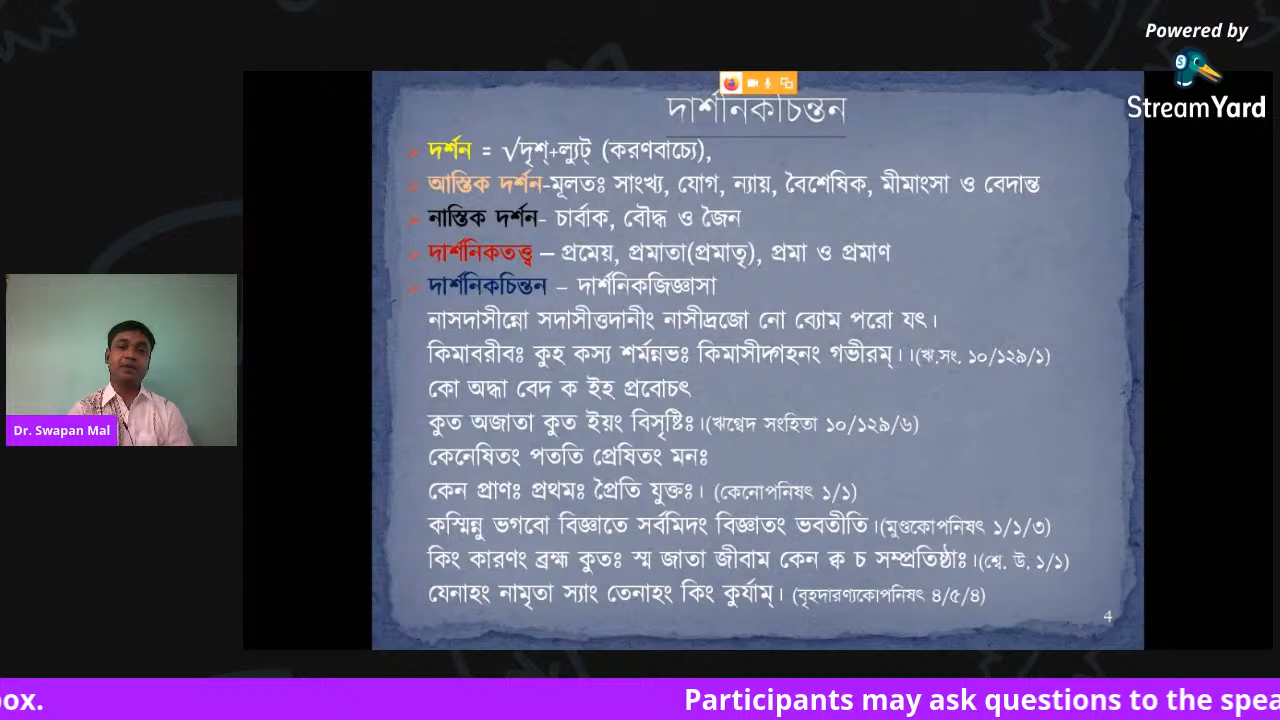 Powered by
StreamYard
দার্শনিকচিন্তন
দর্শন = √দৃশ্+ল্যুট্ (করণবাচ্যে),
আস্তিক দর্শন-মূলতঃ সাংখ্য, যোগ, ন্যায়, বৈশেষিক, মীমাংসা ও বেদান্ত
নাস্তিক দর্শন- চার্বাক, বৌদ্ধ ও জৈন
দার্শনিকতত্ত্ব – প্রমেয়, প্রমাতা(প্রমাতৃ), প্রমা ও প্রমাণ
দার্শনিকচিন্তন – দার্শনিকজিজ্ঞাসা
নাসদাসীন্নো সদাসীত্তদানীং নাসীদ্রজো নো ব্যোম পরো যৎ।
কিমাবরীবঃ কুহ কস্য শর্মন্নভঃ কিমাসীদ্গহনং গভীরম্।।(ঋ.সং. ১০/১২৯/১)
কো অদ্ধা বেদ ক ইহ প্রবোচৎ
কুত অজাতা কুত ইয়ং বিসৃষ্টিঃ।(ঋগ্বেদ সংহিতা ১০/১২৯/৬)
কেনেষিতং পততি প্রেষিতং মনঃ
কেন প্রাণঃ প্রথমঃ প্রৈতি যুক্তঃ। (কেনোপনিষৎ ১/১)
কস্মিন্নু ভগবো বিজ্ঞাতে সর্বমিদং বিজ্ঞাতং ভবতীতি।(মুণ্ডকোপনিষৎ ১/১/৩)
কিং কারণং ব্রহ্ম কুতঃ স্ম জাতা জীবাম কেন ক্ব চ সম্প্রতিষ্ঠাঃ।(শ্বে. উ. ১/১)
যেনাহং নামৃতা স্যাং তেনাহং কিং কুর্যাম্। (বৃহদারণ্যকোপনিষৎ ৪/৫/৪)
4
Dr. Swapan Mal
ox.
Participants may ask questions to the spea